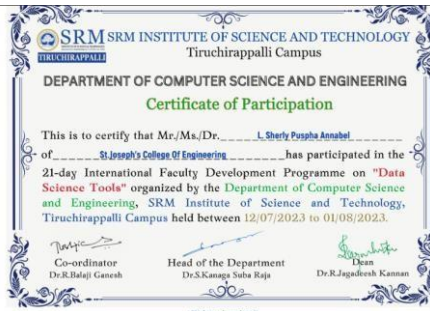 SRM SRM INSTITUTE OF SCIENCE AND TECHNOLOGY
TIRUCHIRAPPALLI Tiruchirappalli Campus
DEPARTMENT OF COMPUTER SCIENCE AND ENGINEERING
Certificate of Participation
This is to certify that Mr./Ms./Dr. L. Sherly Puspha Annabel
of St.Joseph's College Of Engineering has participated in the
21-day International Faculty Development Programme on "Data
Science Tools" organized by the Department of Computer Science
and Engineering, SRM Institute of Science and Technology,
Tiruchirappalli Campus held between 12/07/2023 to 01/08/2023.
Co-ordinator Head of the Department Dean
Dr.R.Balaji Ganesh Dr.S.Kanaga Suba Raja Dr.R.Jagadeesh Kannan